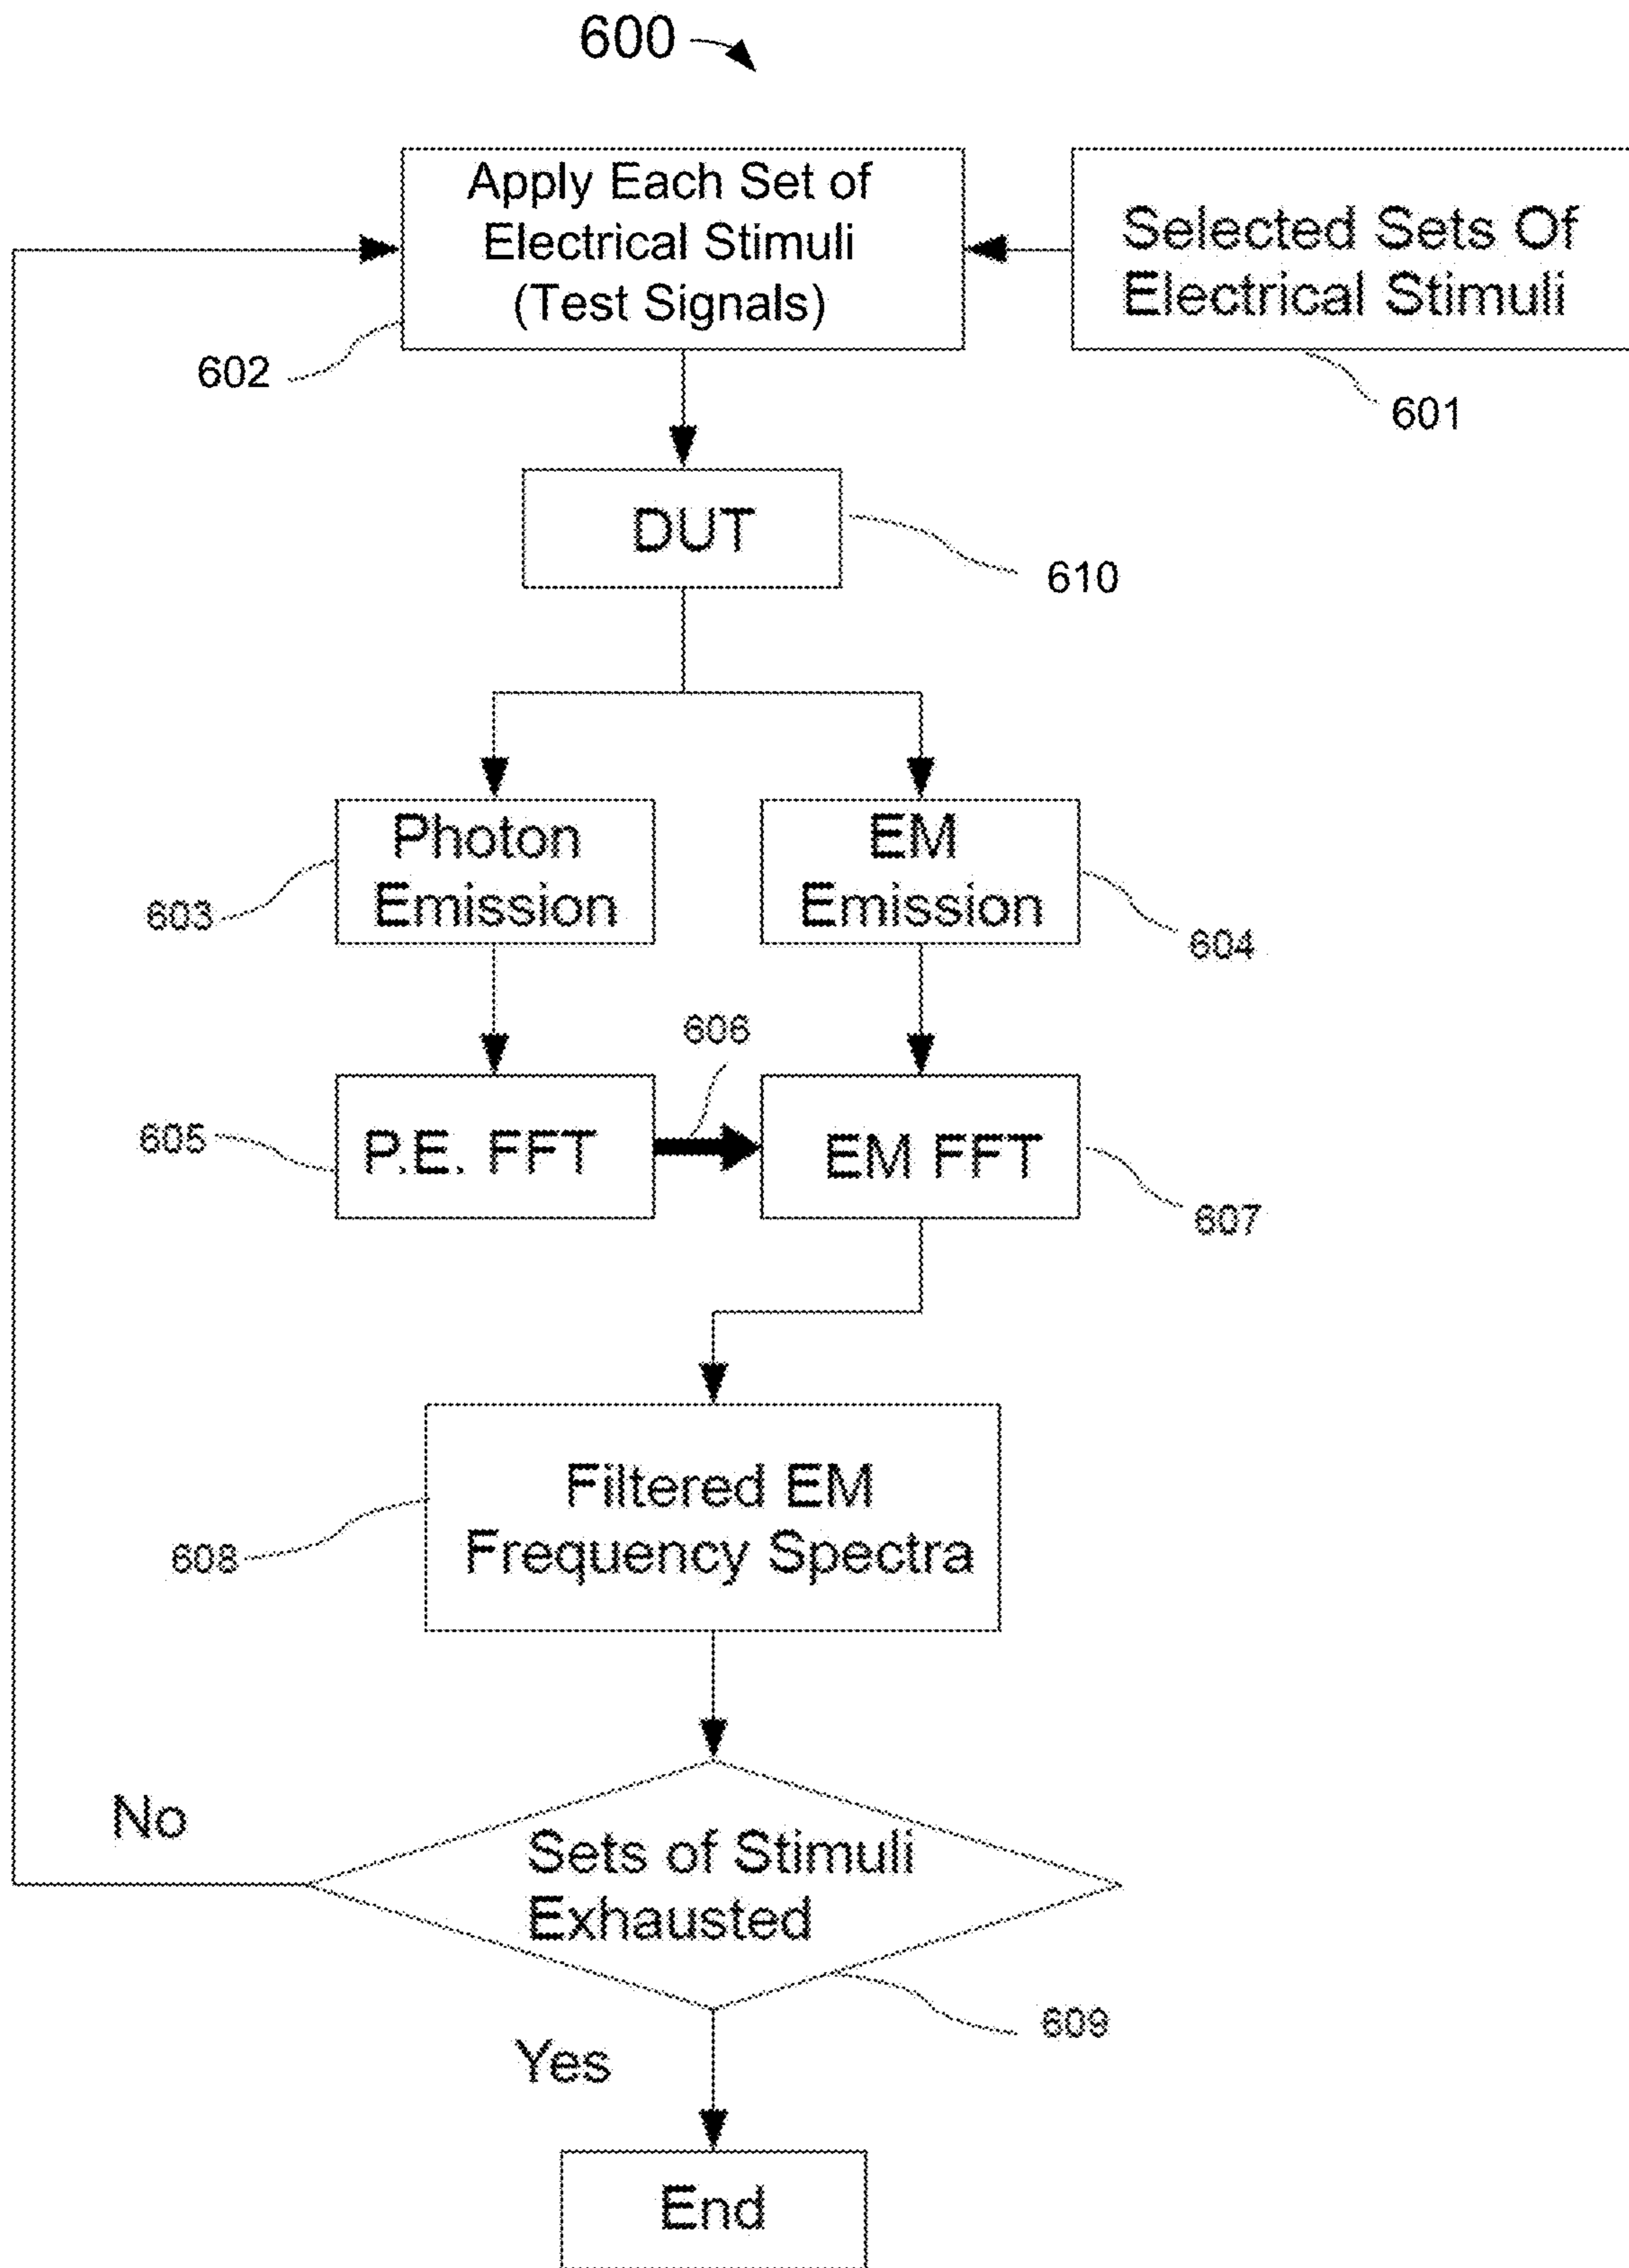 600
Apply Each Set of
Electrical Stimuli
(Test Signals)
Selected Sets Of
Electrical Stimuli
602
601
DUT
610
Photon
Emission
EM
Emission
603
604
606
605
P.E. FFT
EM FFT
607
Filtered EM
Frequency Spectra
608
No
Sets of Stimuli
Exhausted
609
Yes
End